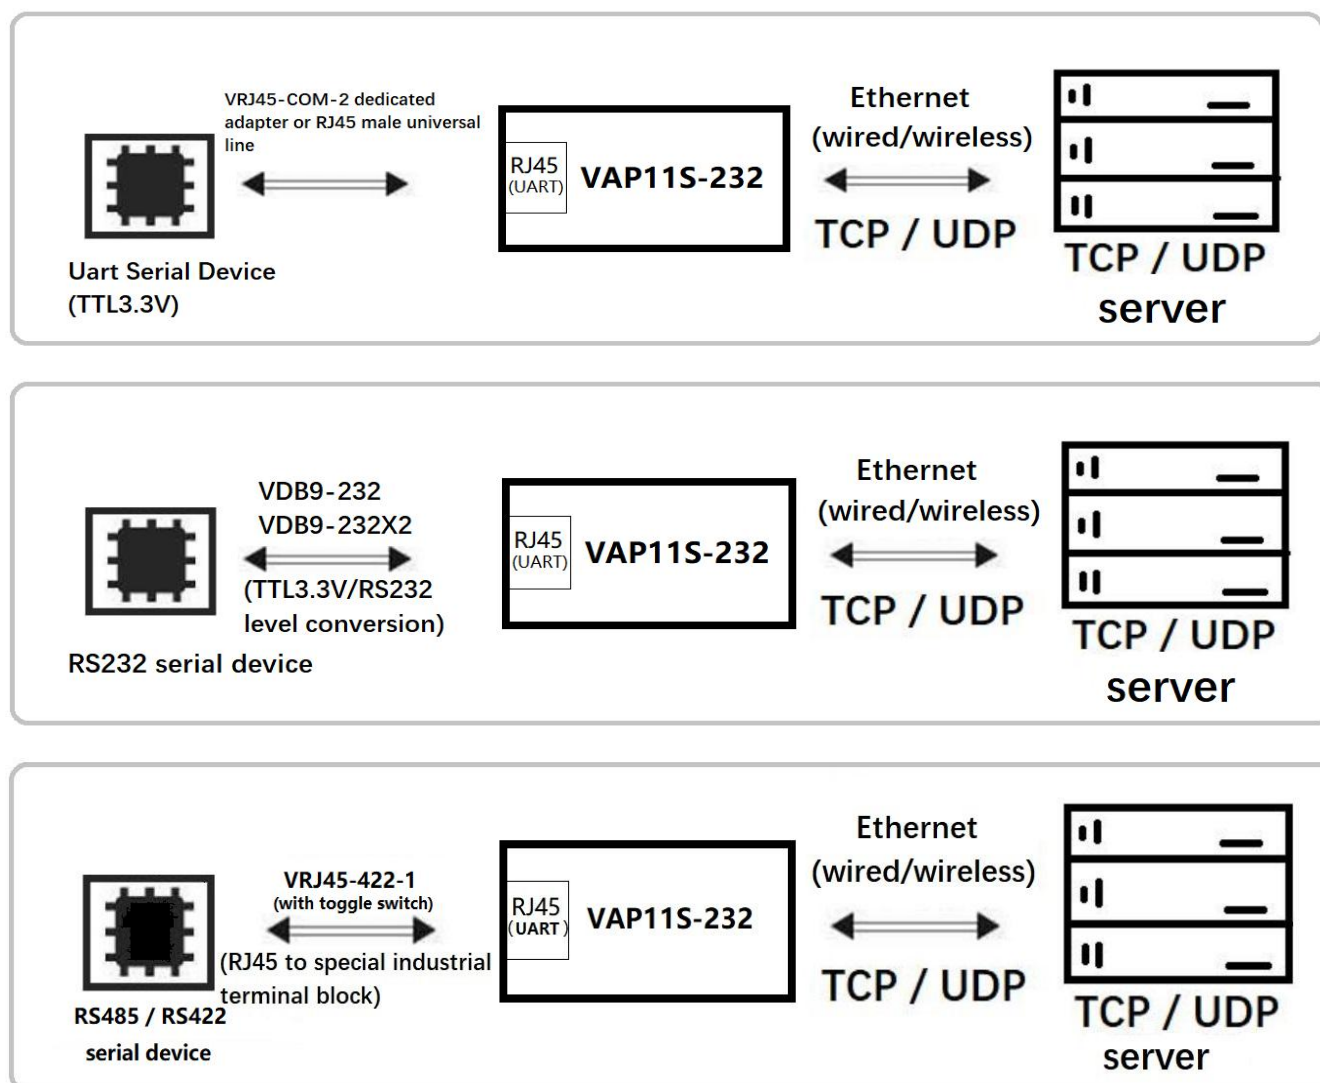 VRJ45-COM-2 dedicated
adapter or RJ45 male universal
line
Ethernet
(wired/wireless)
RJ45
(UART)
VAP11S-232
TCP / UDP
Uart Serial Device
(TTL3.3V)
TCP / UDP
server
VDB9-232
VDB9-232X2
(TTL3.3V/RS232
level conversion)
RS232 serial device
RJ45
(UART)
VAP11S-232
Ethernet
(wired/wireless)
TCP / UDP
TCP / UDP
server
VRJ45-422-1
(with toggle switch)
(RJ45 to special industrial
terminal block)
RS485 / RS422
serial device
RJ45
(UART)
VAP11S-232
Ethernet
(wired/wireless)
TCP / UDP
TCP / UDP
server